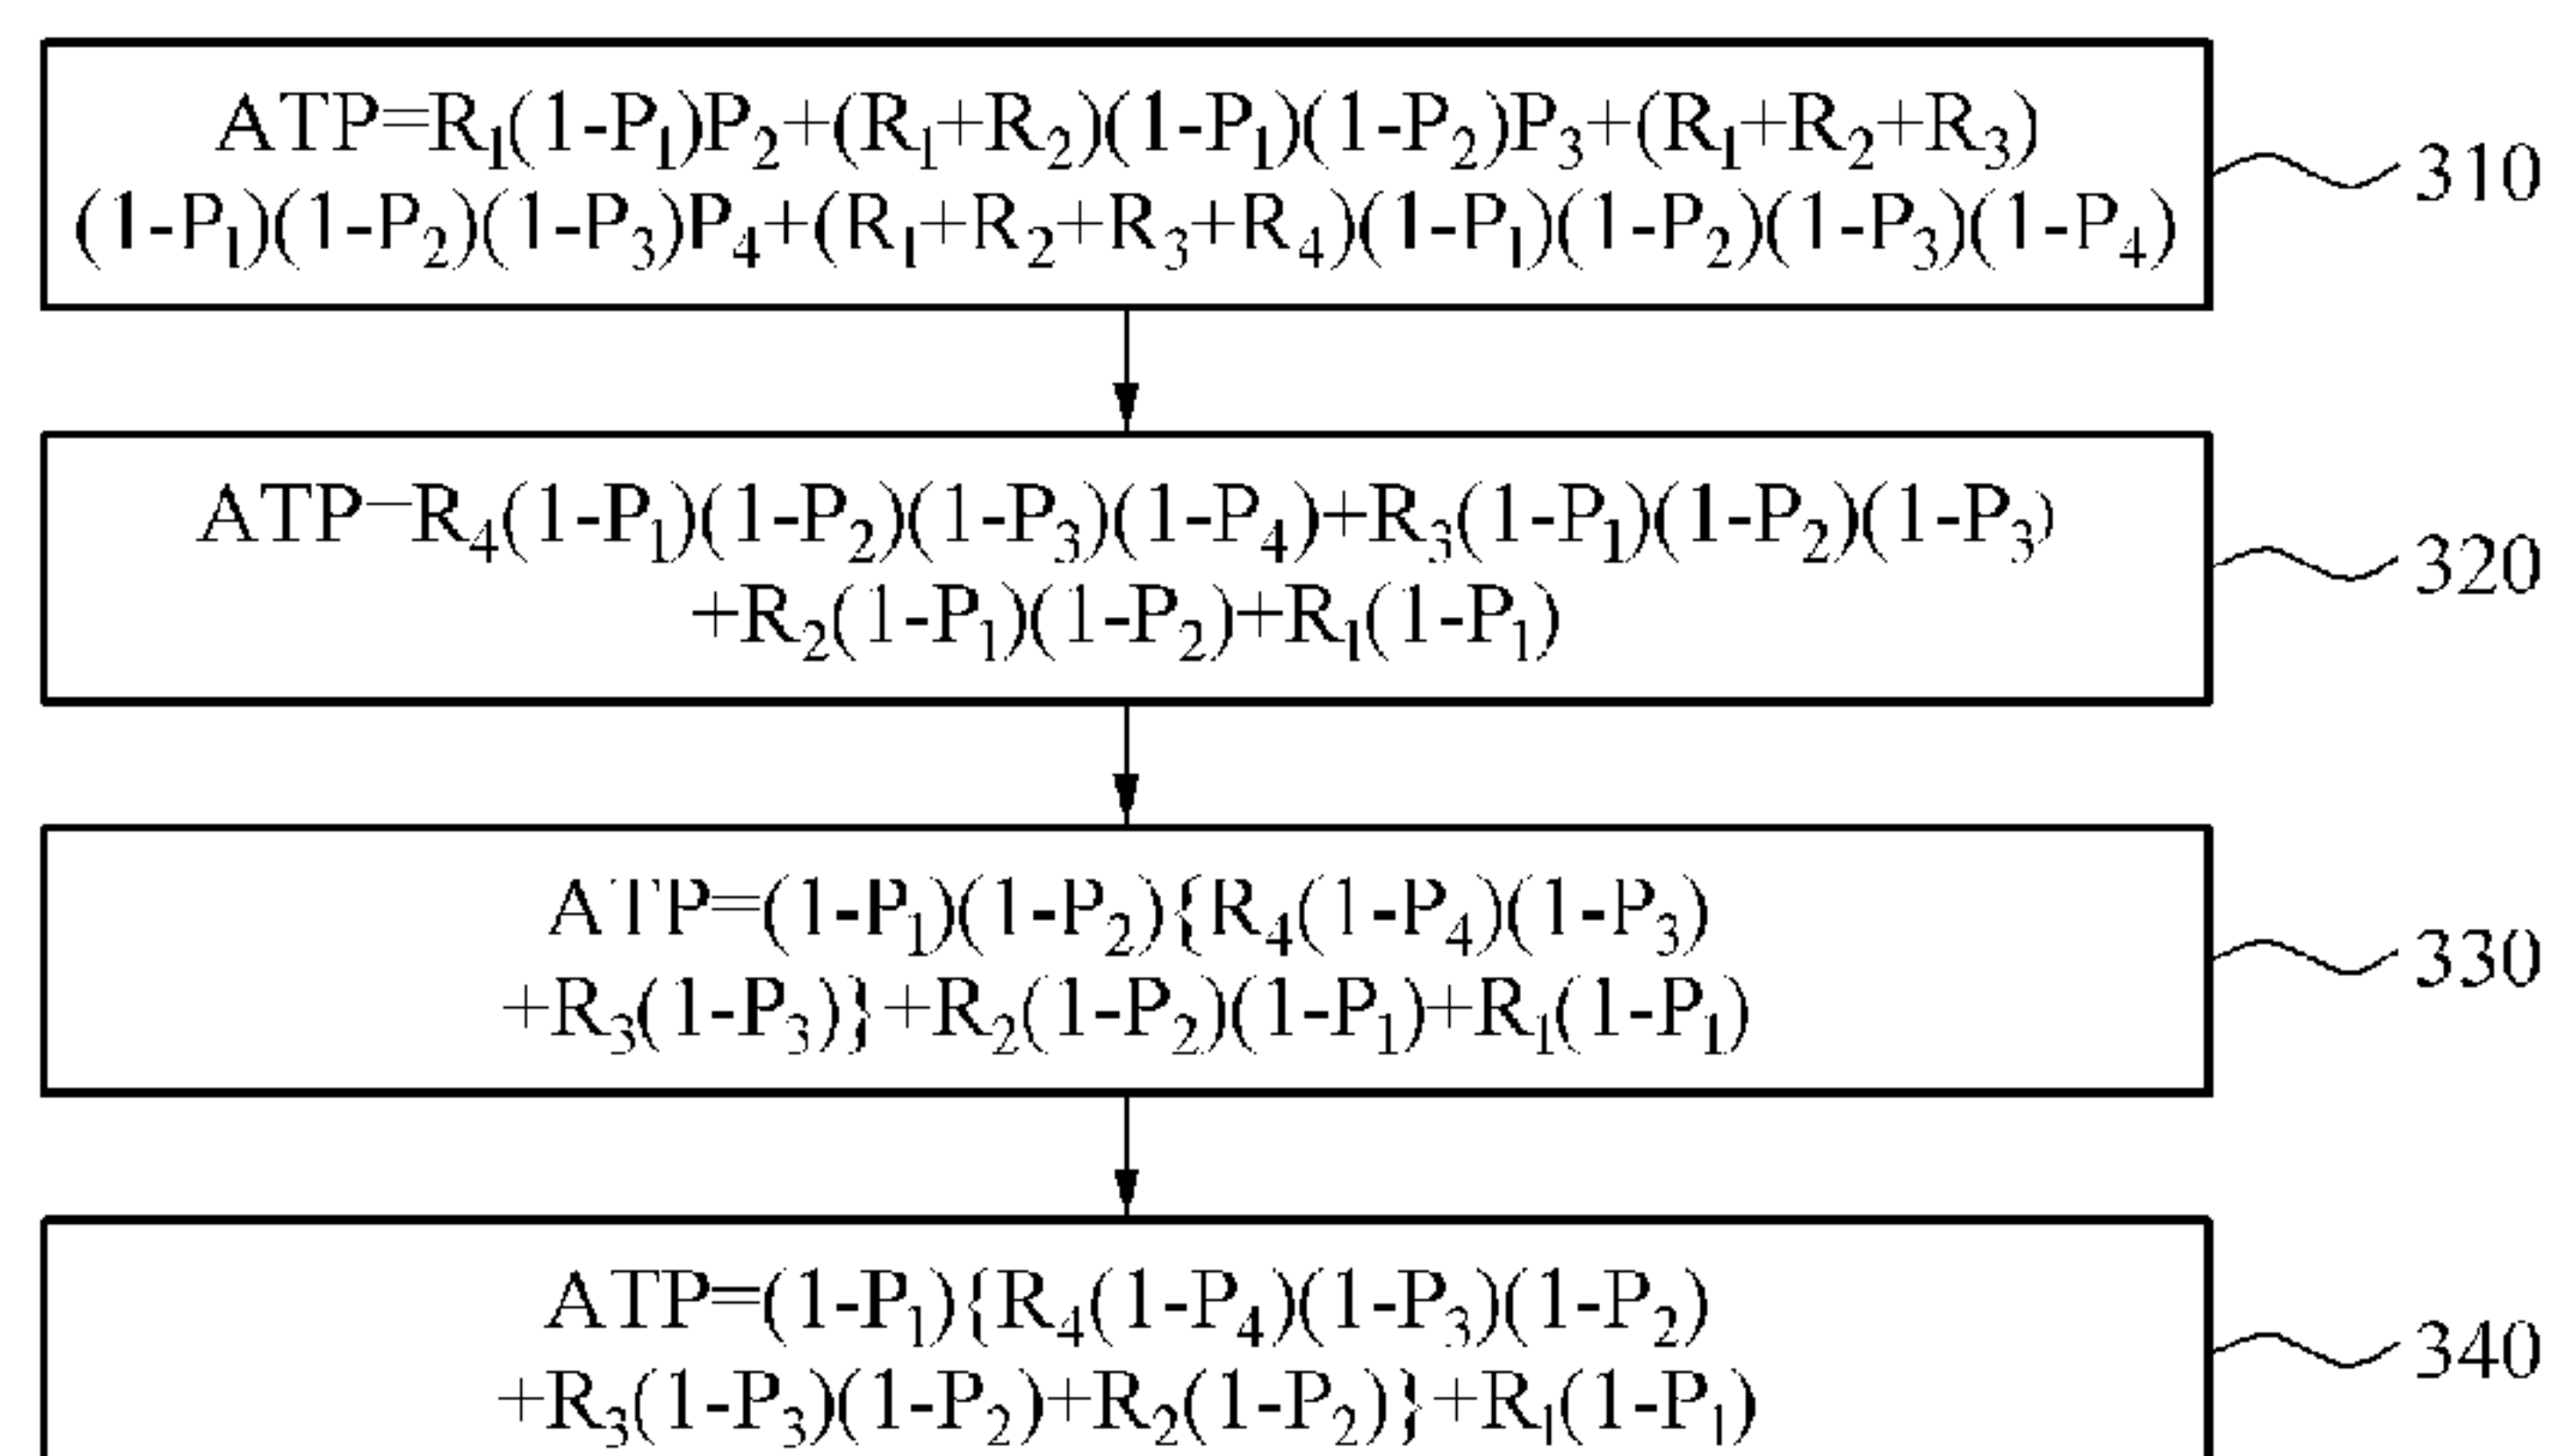 ATP=R₁(1-P₁)P₂+(R₁+R₂)(1-P₁)(1-P₂)P₃+(R₁+R₂+R₃)
(1-P₁)(1-P₂)(1-P₃)P₄+(R₁+R₂+R₃+R₄)(1-P₁)(1-P₂)(1-P₃)(1-P₄)
310
ATP=R₄(1-P₁)(1-P₂)(1-P₃)(1-P₄)+R₃(1-P₁)(1-P₂)(1-P₃)
+R₂(1-P₁)(1-P₂)+R₁(1-P₁)
320
ATP=(1-P₁)(1-P₂){R₄(1-P₄)(1-P₃)
+R₃(1-P₃)}+R₂(1-P₂)(1-P₁)+R₁(1-P₁)
330
ATP=(1-P₁){R₄(1-P₄)(1-P₃)(1-P₂)
+R₃(1-P₃)(1-P₂)+R₂(1-P₂)}+R₁(1-P₁)
340